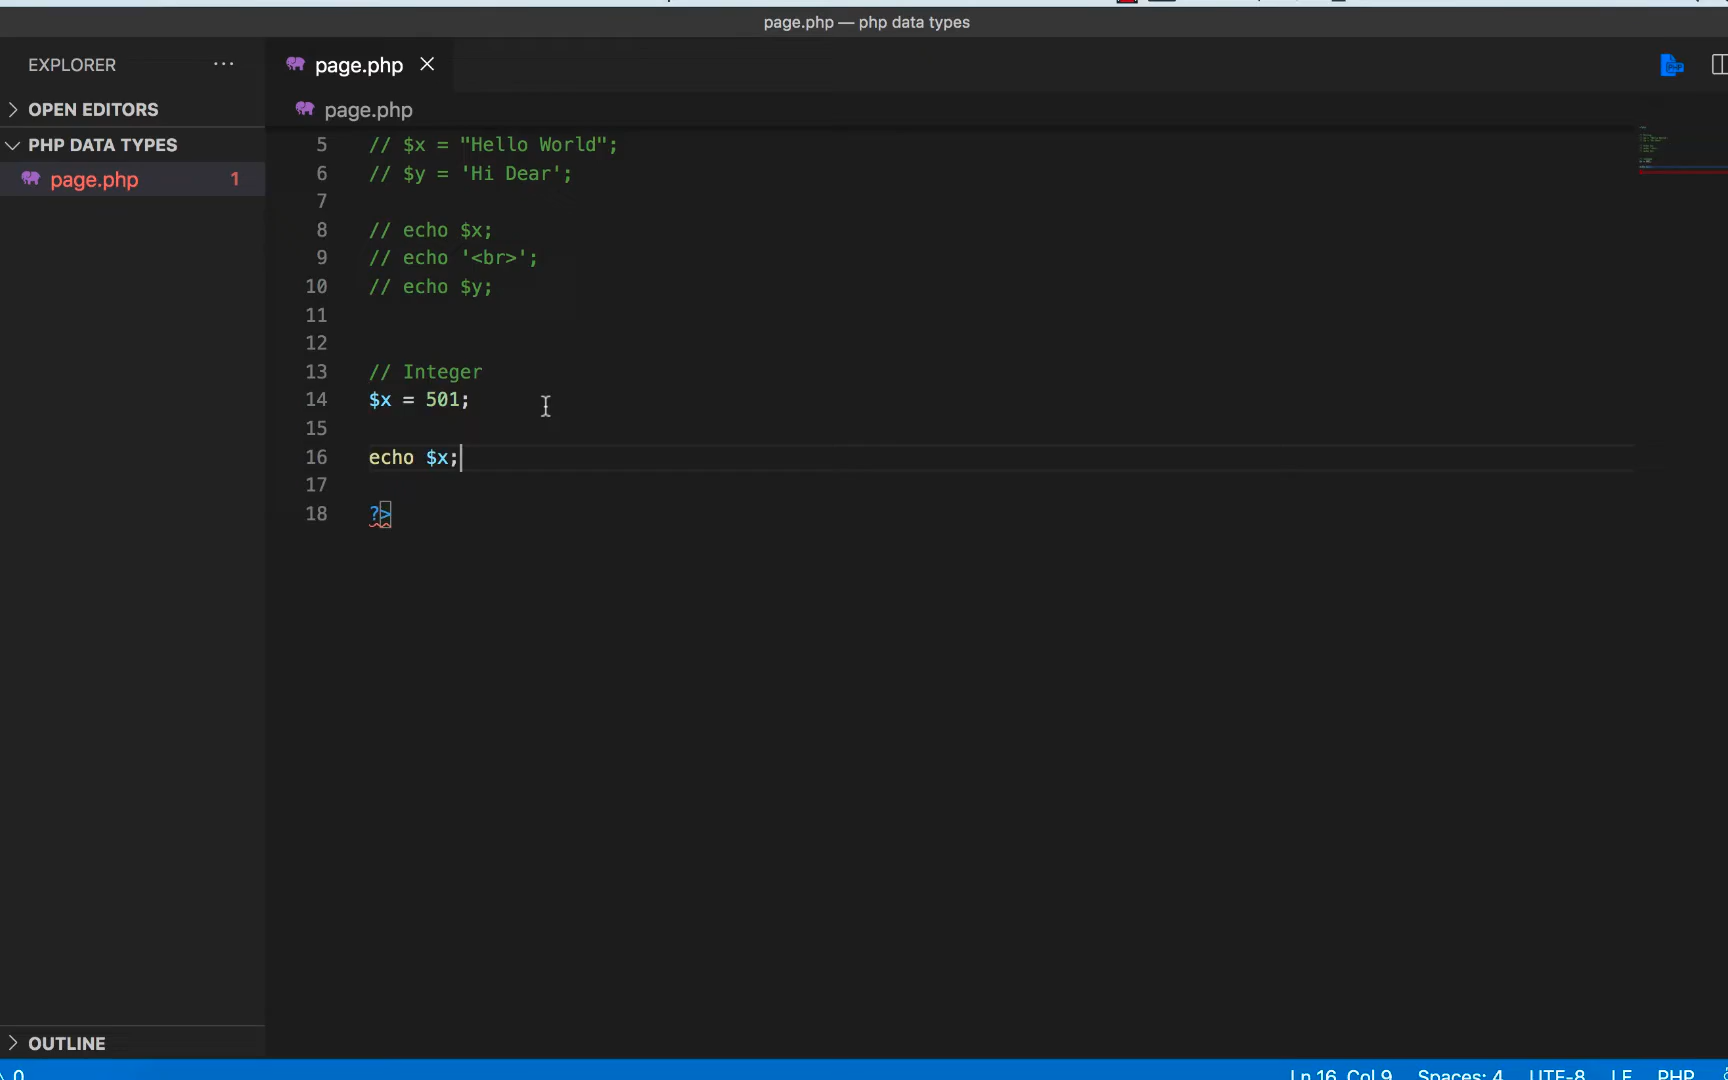 page.php — php data types
EXPLORER ···
page.php
OPEN EDITORS
page.php
PHP DATA TYPES
page.php 1
5 // $x = "Hello World";
6 // $y = 'Hi Dear';
7
8 // echo $x;
9 // echo '<br>';
10 // echo $y;
11
12
13 // Integer
14 $x = 501;
15
16 echo $x;
17
18 ?>
OUTLINE
0 Ln 16, Col 9 Spaces: 4 UTF-8 LF PHP